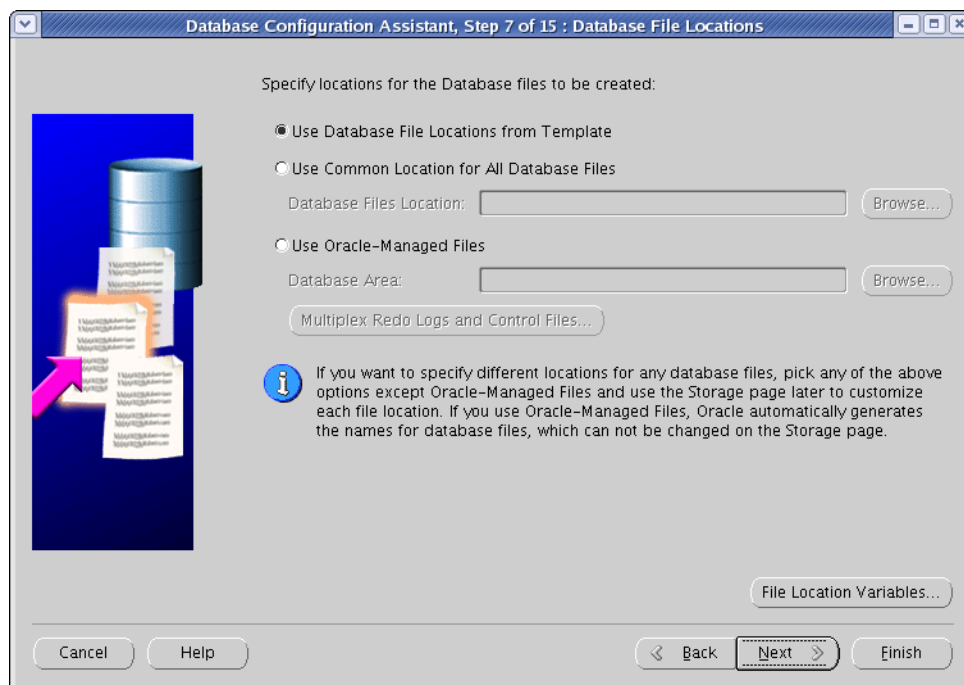 Database Configuration Assistant, Step 7 of 15 : Database File Locations
Specify locations for the Database files to be created:
Use Database File Locations from Template
Use Common Location for All Database Files
Database Files Location:
Browse...
Use Oracle-Managed Files
Database Area:
Browse...
Multiplex Redo Logs and Control Files...
If you want to specify different locations for any database files, pick any of the above
options except Oracle-Managed Files and use the Storage page later to customize
each file location. If you use Oracle-Managed Files, Oracle automatically generates
the names for database files, which can not be changed on the Storage page.
File Location Variables...
Cancel
Help
Back
Next
Finish